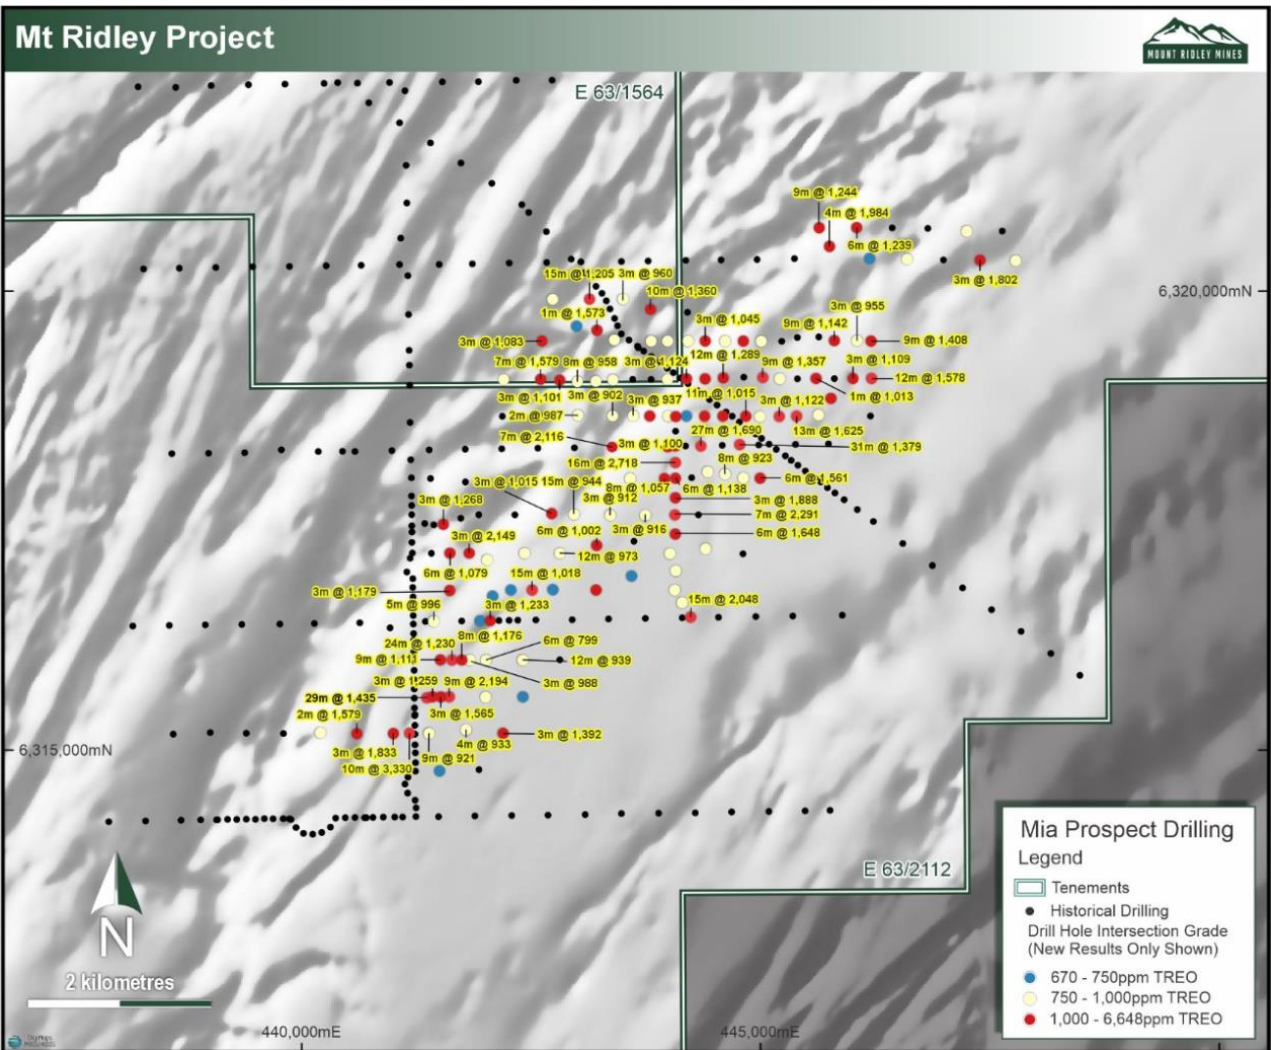 Mt Ridley Project
MOUNT RIDLEY MINES
E 63/1564
9m @ 1,244
4m @ 1,984
6m @ 1,239
3m @ 1,802
15m @ 1,205
3m @ 960
10m @ 1,360
6,320,000mN
1m @ 1,573
3m @ 955
3m @ 1,045
9m @ 1,142
3m @ 1,083
9m @ 1,408
12m @ 1,289
7m @ 1,579
8m @ 958
3m @ 1,124
9m @ 1,357
3m @ 1,109
12m @ 1,578
3m @ 1,101
3m @ 902
3m @ 937
11m @ 1,015
3m @ 1,122
1m @ 1,013
2m @ 987
27m @ 1,690
13m @ 1,625
7m @ 2,116
3m @ 1,100
31m @ 1,379
16m @ 2,718
8m @ 923
3m @ 1,015
15m @ 944
8m @ 1,057
6m @ 1,138
6m @ 1,561
3m @ 1,268
3m @ 912
3m @ 1,888
7m @ 2,291
3m @ 2,149
6m @ 1,002
3m @ 916
6m @ 1,648
12m @ 973
6m @ 1,079
15m @ 1,018
3m @ 1,179
5m @ 996
3m @ 1,233
15m @ 2,048
24m @ 1,230
8m @ 1,176
6m @ 799
9m @ 1,111
12m @ 939
3m @ 1,259
9m @ 2,194
3m @ 988
29m @ 1,435
2m @ 1,579
3m @ 1,565
3m @ 1,392
4m @ 933
3m @ 1,833
9m @ 921
10m @ 3,330
6,315,000mN
E 63/2112
N
2 kilometres
440,000mE
445,000mE
Mia Prospect Drilling
Legend
Tenements
Historical Drilling
Drill Hole Intersection Grade
(New Results Only Shown)
670 - 750ppm TREO
750 - 1,000ppm TREO
1,000 - 6,648ppm TREO